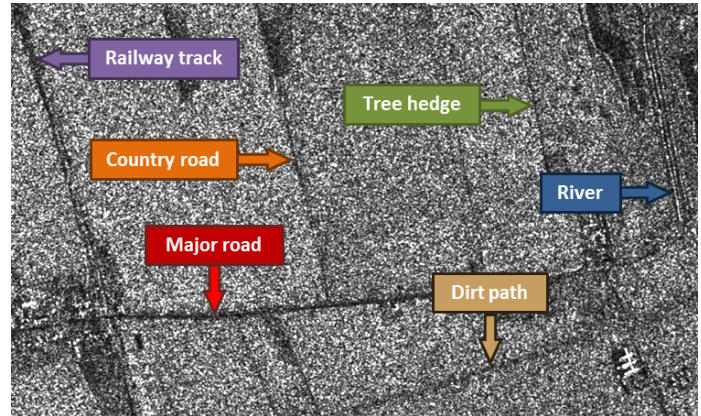 Railway track
Tree hedge
Country road
River
Major road
Dirt path